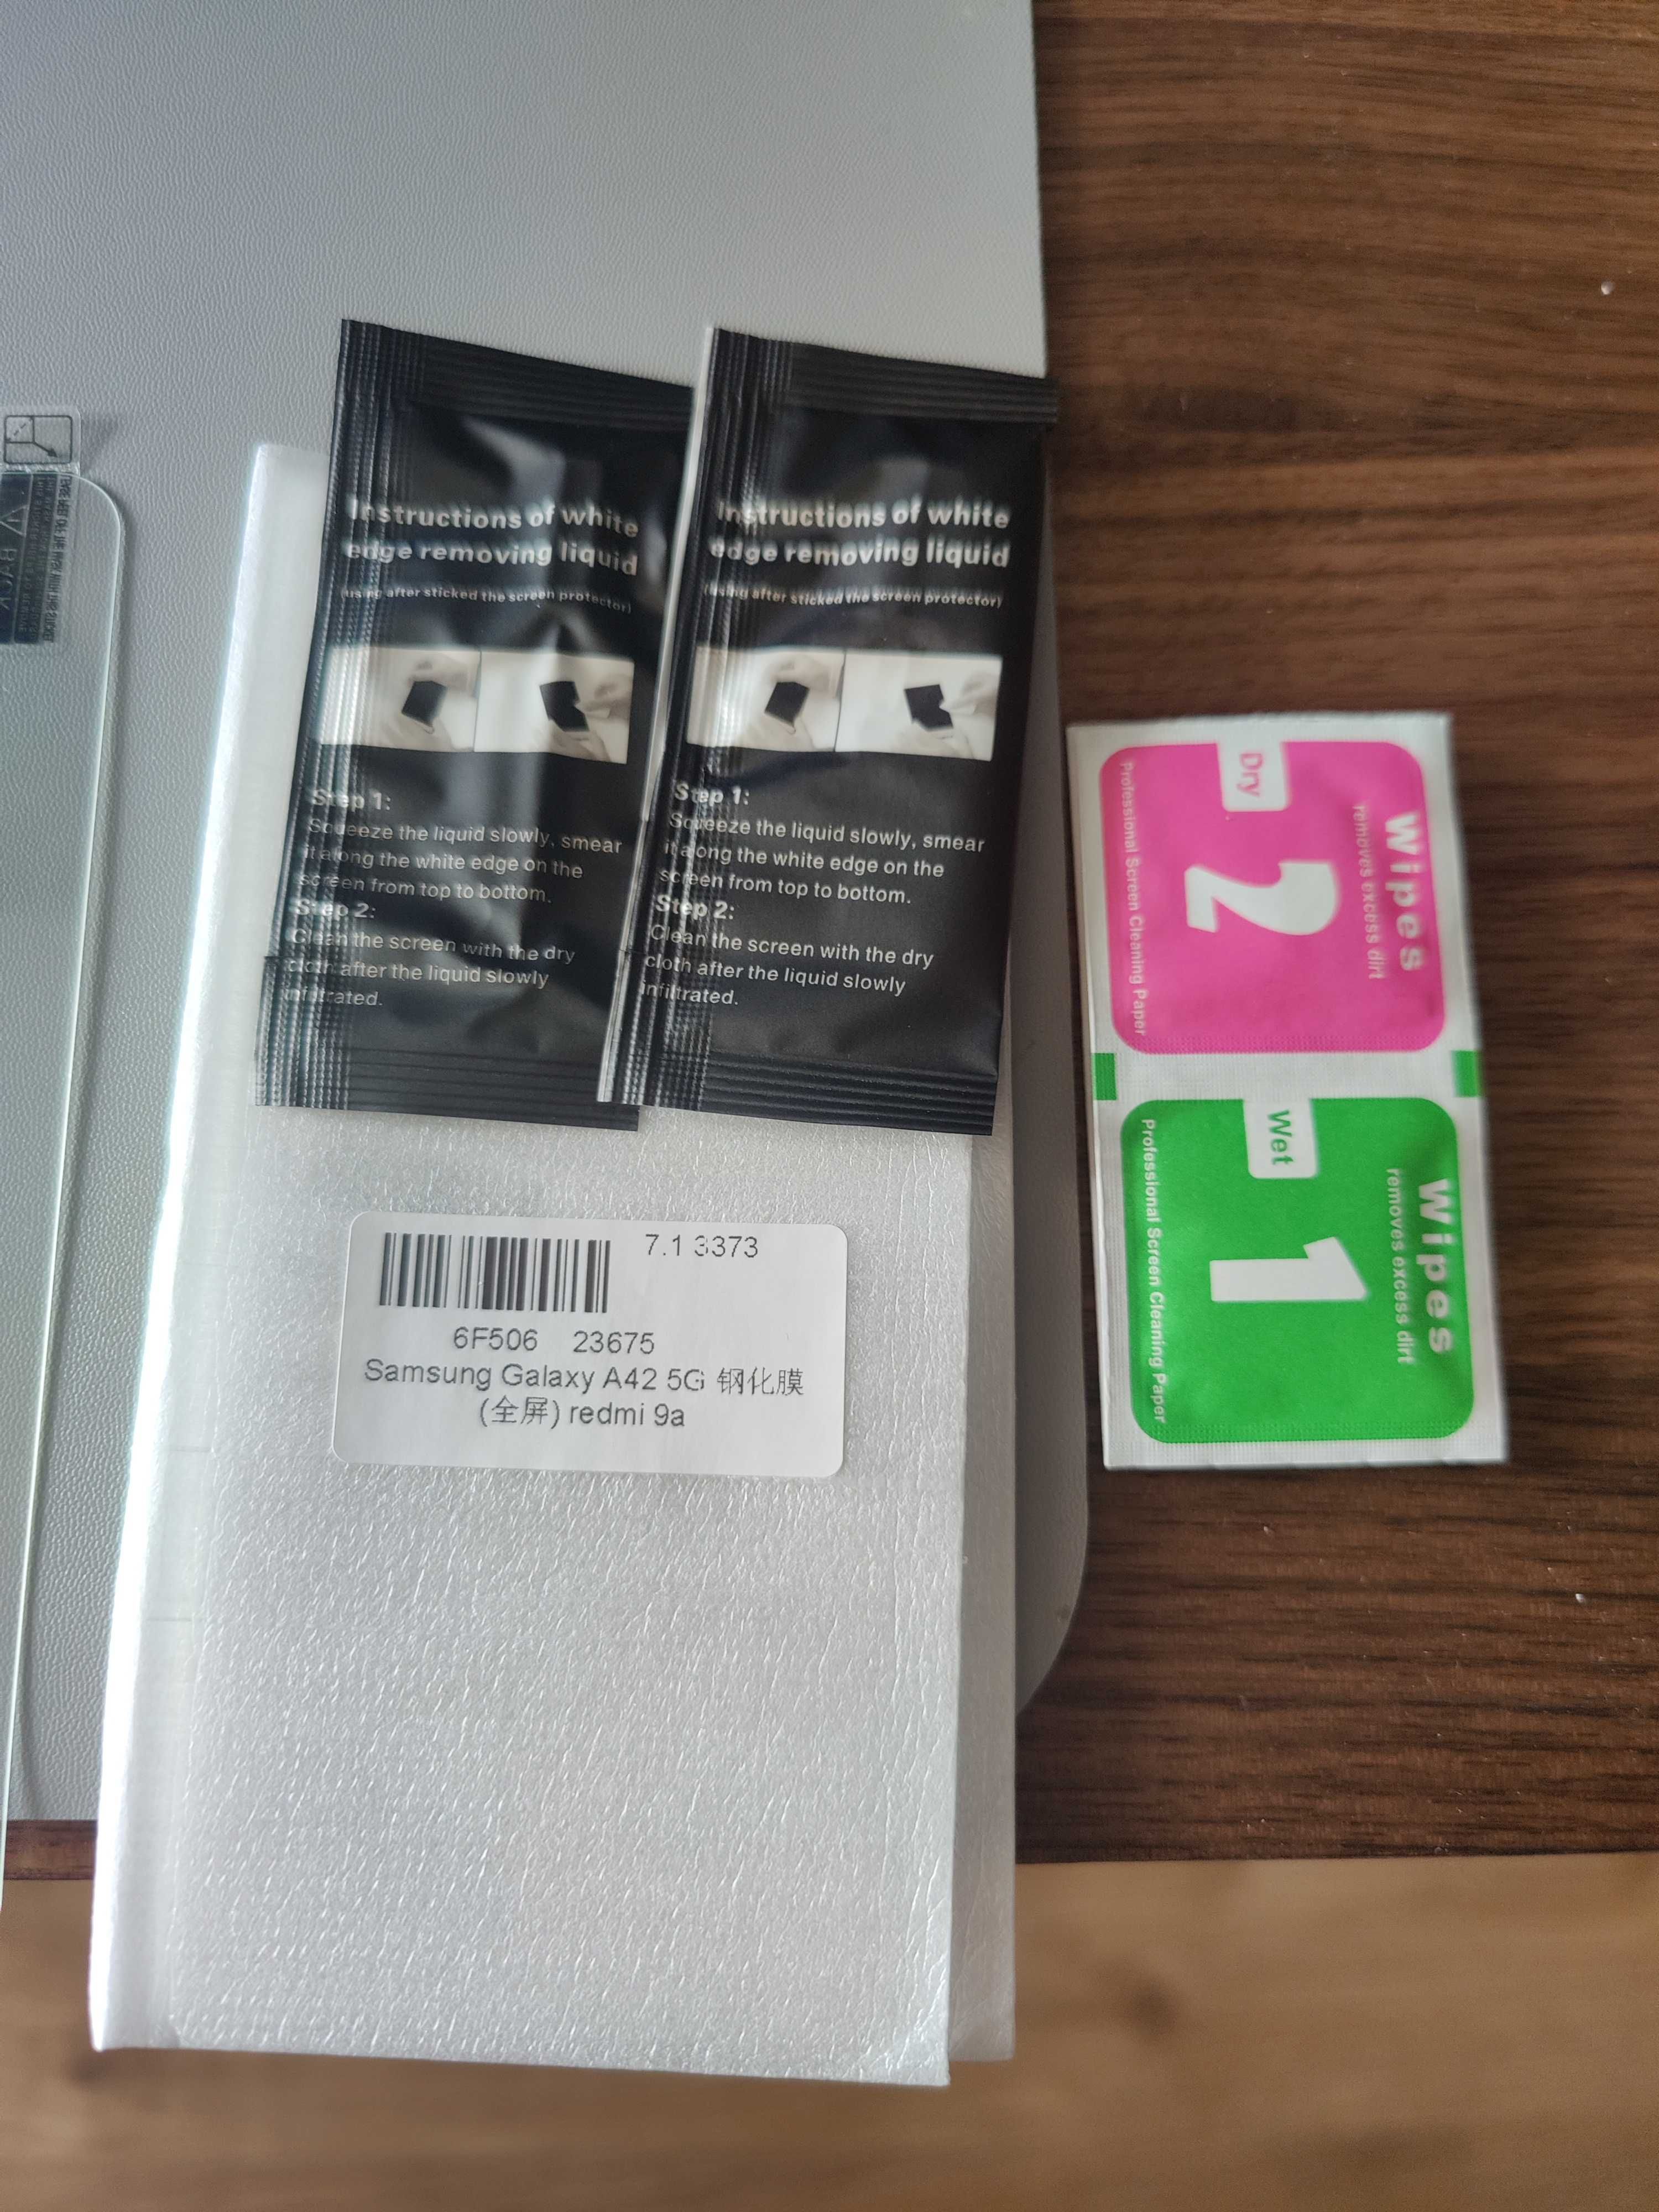 Instructions of white
edge removing liquid
(using after sticked the screen protector)
Step 1:
Squeeze the liquid slowly, smear
it along the white edge on the
screen from top to bottom.
Step 2:
Clean the screen with the dry
cloth after the liquid slowly
infiltrated.
Instructions of white
edge removing liquid
(using after sticked the screen protector)
Step 1:
Squeeze the liquid slowly, smear
it along the white edge on the
screen from top to bottom.
Step 2:
Clean the screen with the dry
cloth after the liquid slowly
infiltrated.
Wipes
removes excess dirt
Dry
2
Professional Screen Cleaning Paper
Wipes
removes excess dirt
Wet
1
Professional Screen Cleaning Paper
7.1 3373
6F506 23675
Samsung Galaxy A42 5G 钢化膜
(全屏) redmi 9a
BACK